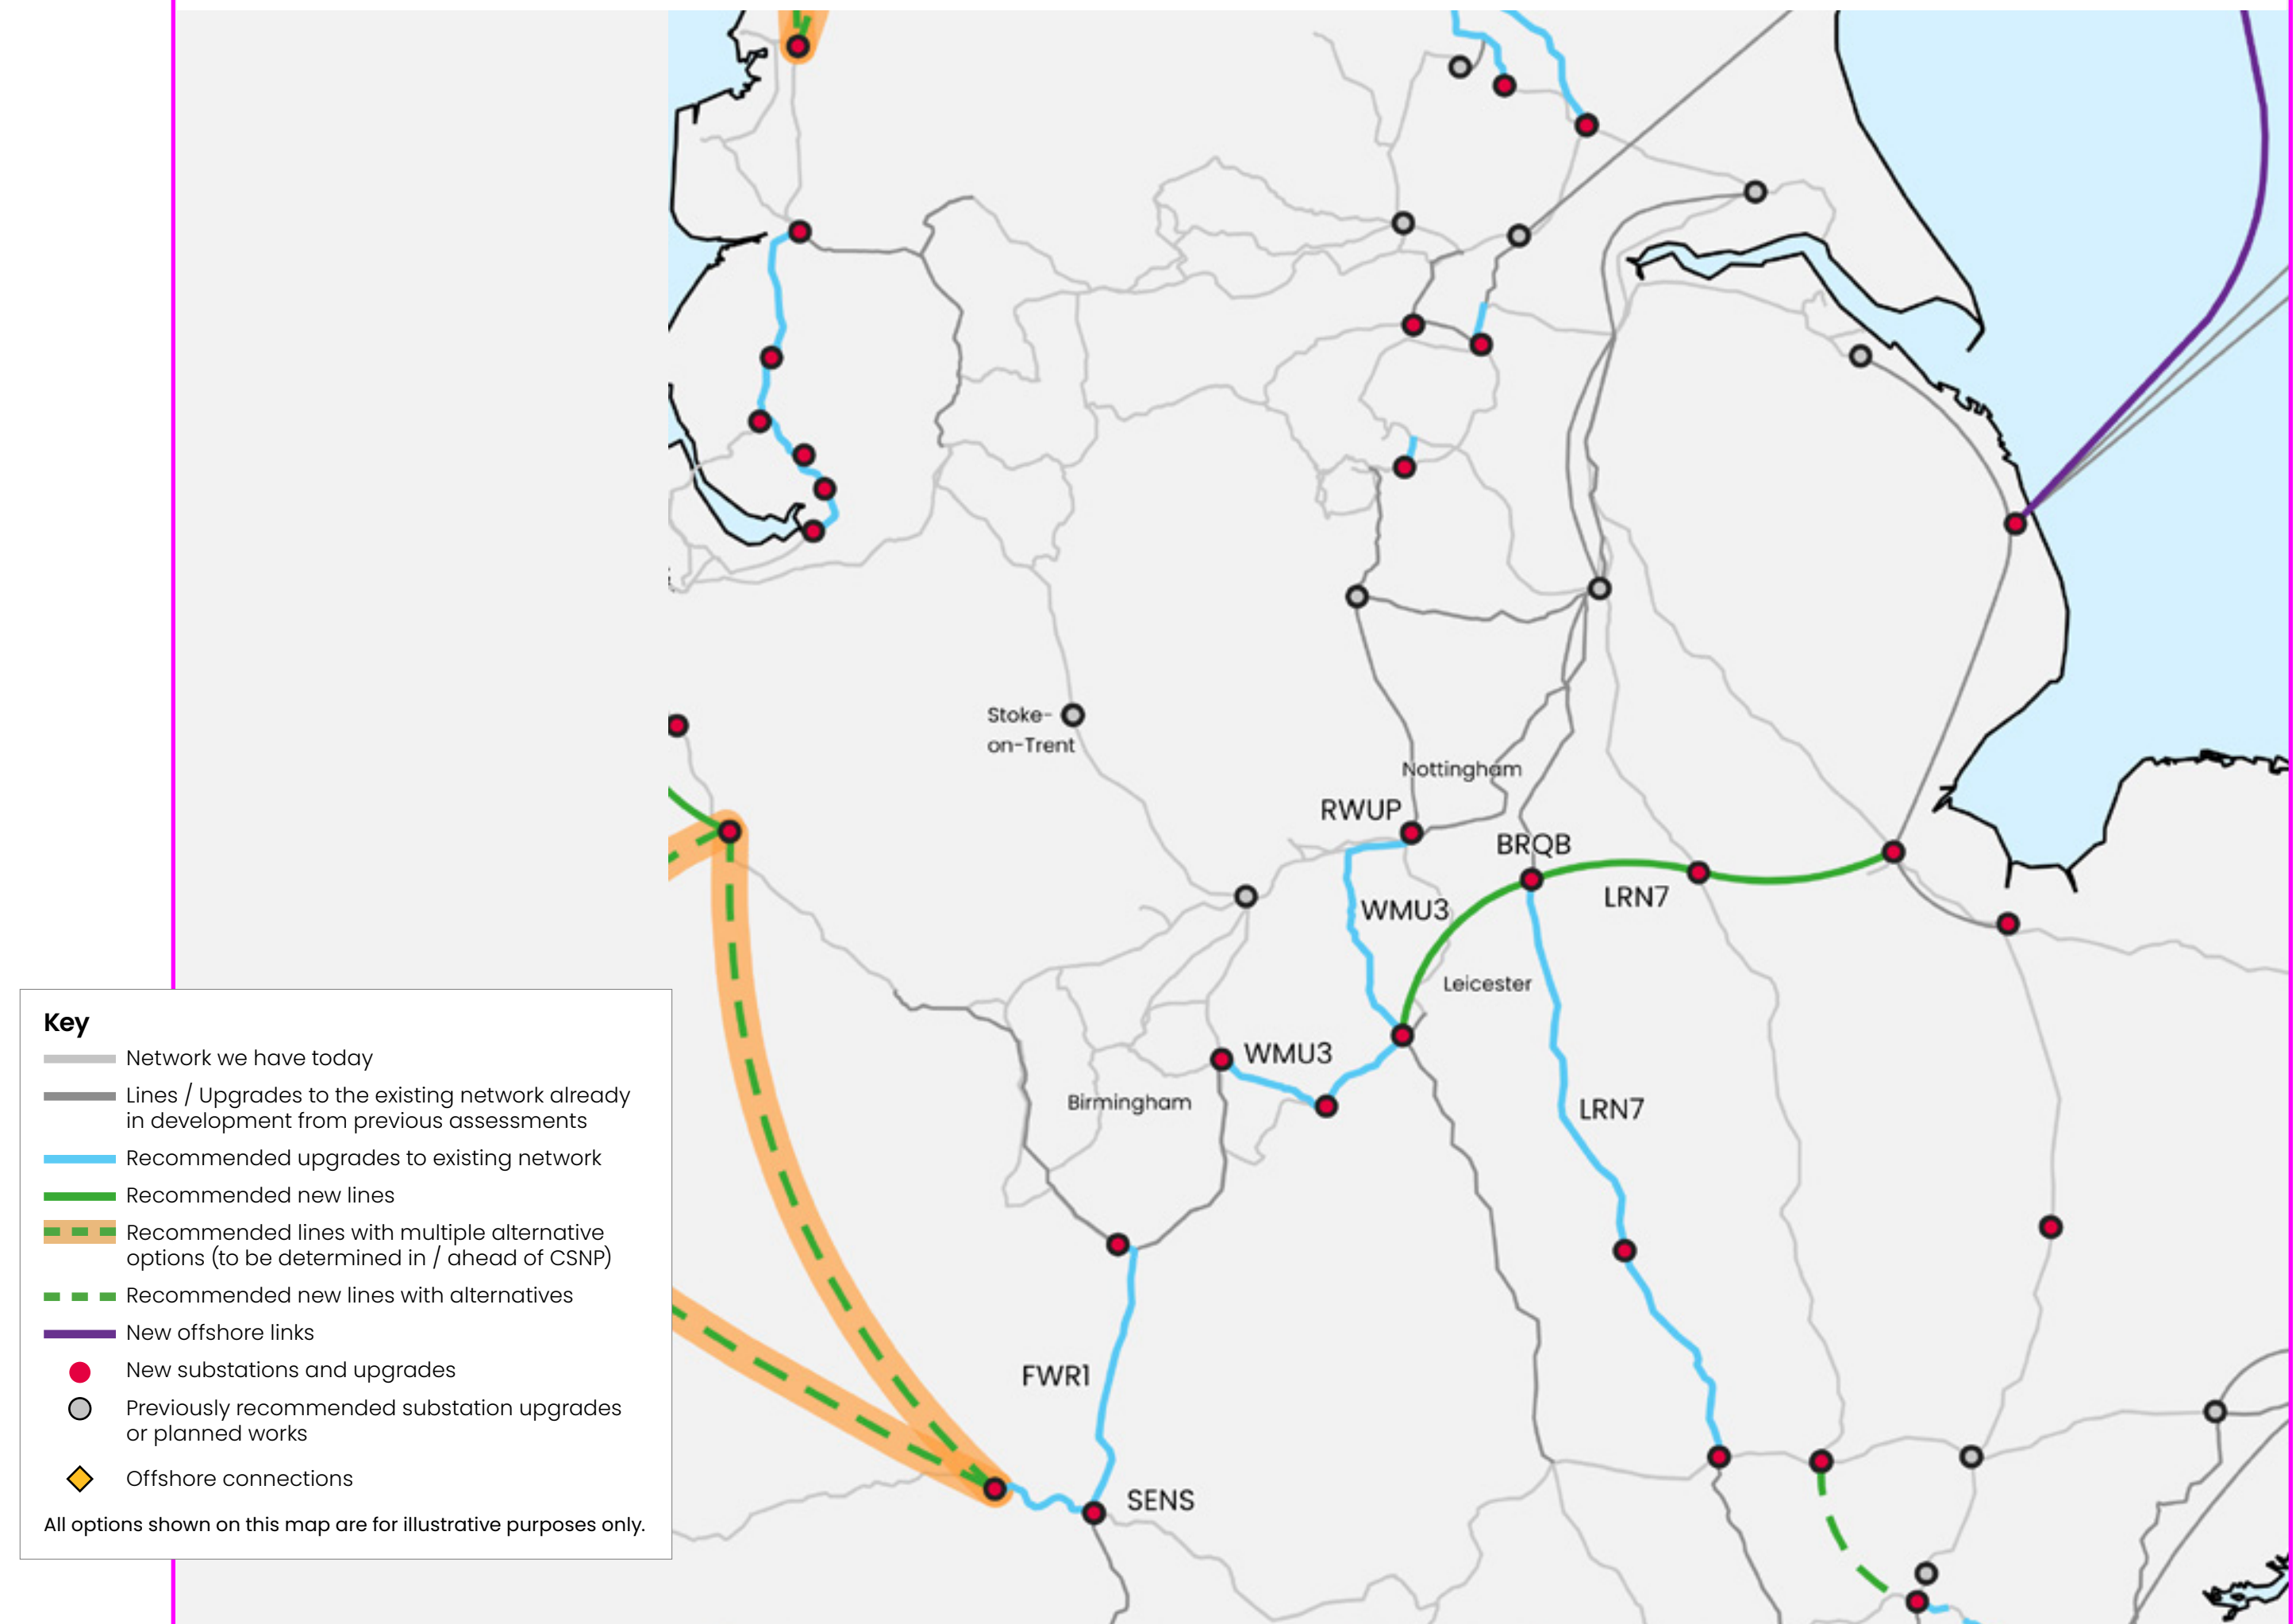 Stoke-
on-Trent
Nottingham
RWUP
BRQB
WMU3
LRN7
Leicester
WMU3
Birmingham
LRN7
FWR1
SENS
Key
Network we have today
Lines / Upgrades to the existing network already
in development from previous assessments
Recommended upgrades to existing network
Recommended new lines
Recommended lines with multiple alternative
options (to be determined in / ahead of CSNP)
Recommended new lines with alternatives
New offshore links
New substations and upgrades
Previously recommended substation upgrades
or planned works
Offshore connections
All options shown on this map are for illustrative purposes only.